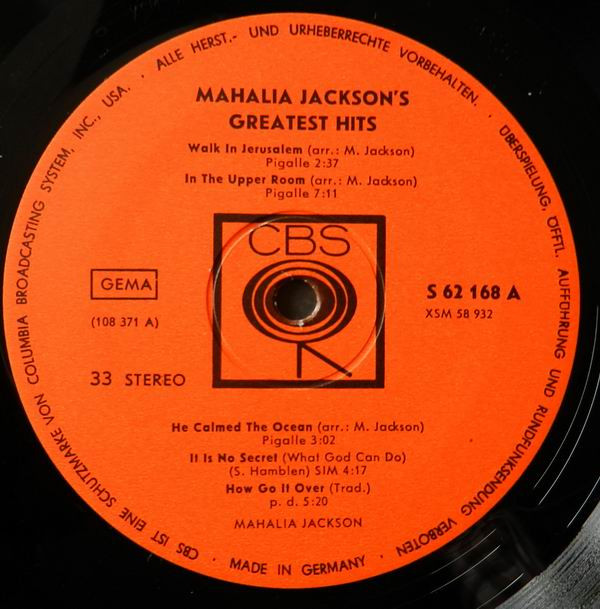 ALLE HERST.- UND URHEBERRECHTE VORBEHALTEN. · ÜBERSPIELUNG, ÖFFTL. AUFFÜHRUNG UND RUNDFUNKSENDUNG VERBOTEN · MADE IN GERMANY · CBS IST EINE SCHUTZMARKE VON COLUMBIA BROADCASTING SYSTEM, INC., USA. ·
MAHALIA JACKSON'S
GREATEST HITS
Walk In Jerusalem (arr.: M. Jackson)
Pigalle 2:37
In The Upper Room (arr.: M. Jackson)
Pigalle 7:11
CBS
GEMA
(108 371 A)
33 STEREO
S 62 168 A
XSM 58 932
He Calmed The Ocean (arr.: M. Jackson)
Pigalle 3:02
It Is No Secret (What God Can Do)
(S. Hamblen) SIM 4:17
How Go It Over (Trad.)
p. d. 5:20
MAHALIA JACKSON